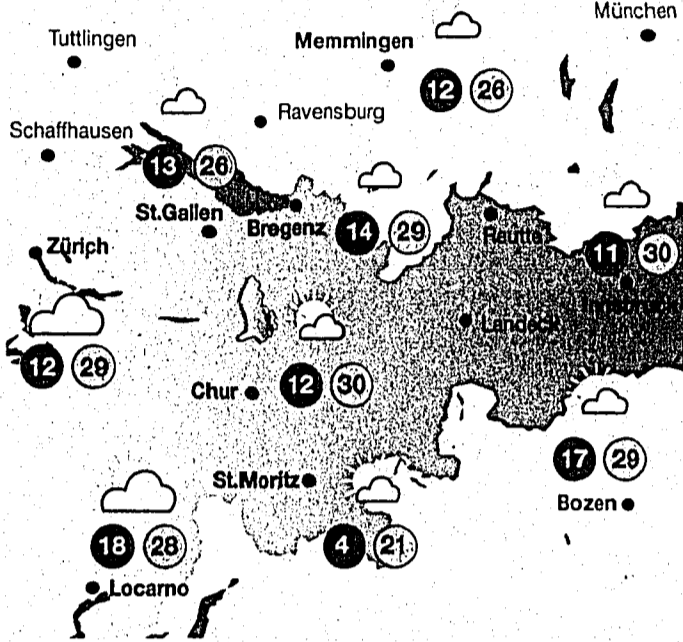 München
Tuttlingen
Memmingen
12 26
Ravensburg
Schaffhausen
13 26
St.Gallen
Bregenz
14 29
Reutte
Zürich
11 30
Landeck
12 29
Chur
12 30
17 29
St.Moritz
Bozen
18 28
4 21
Locarno